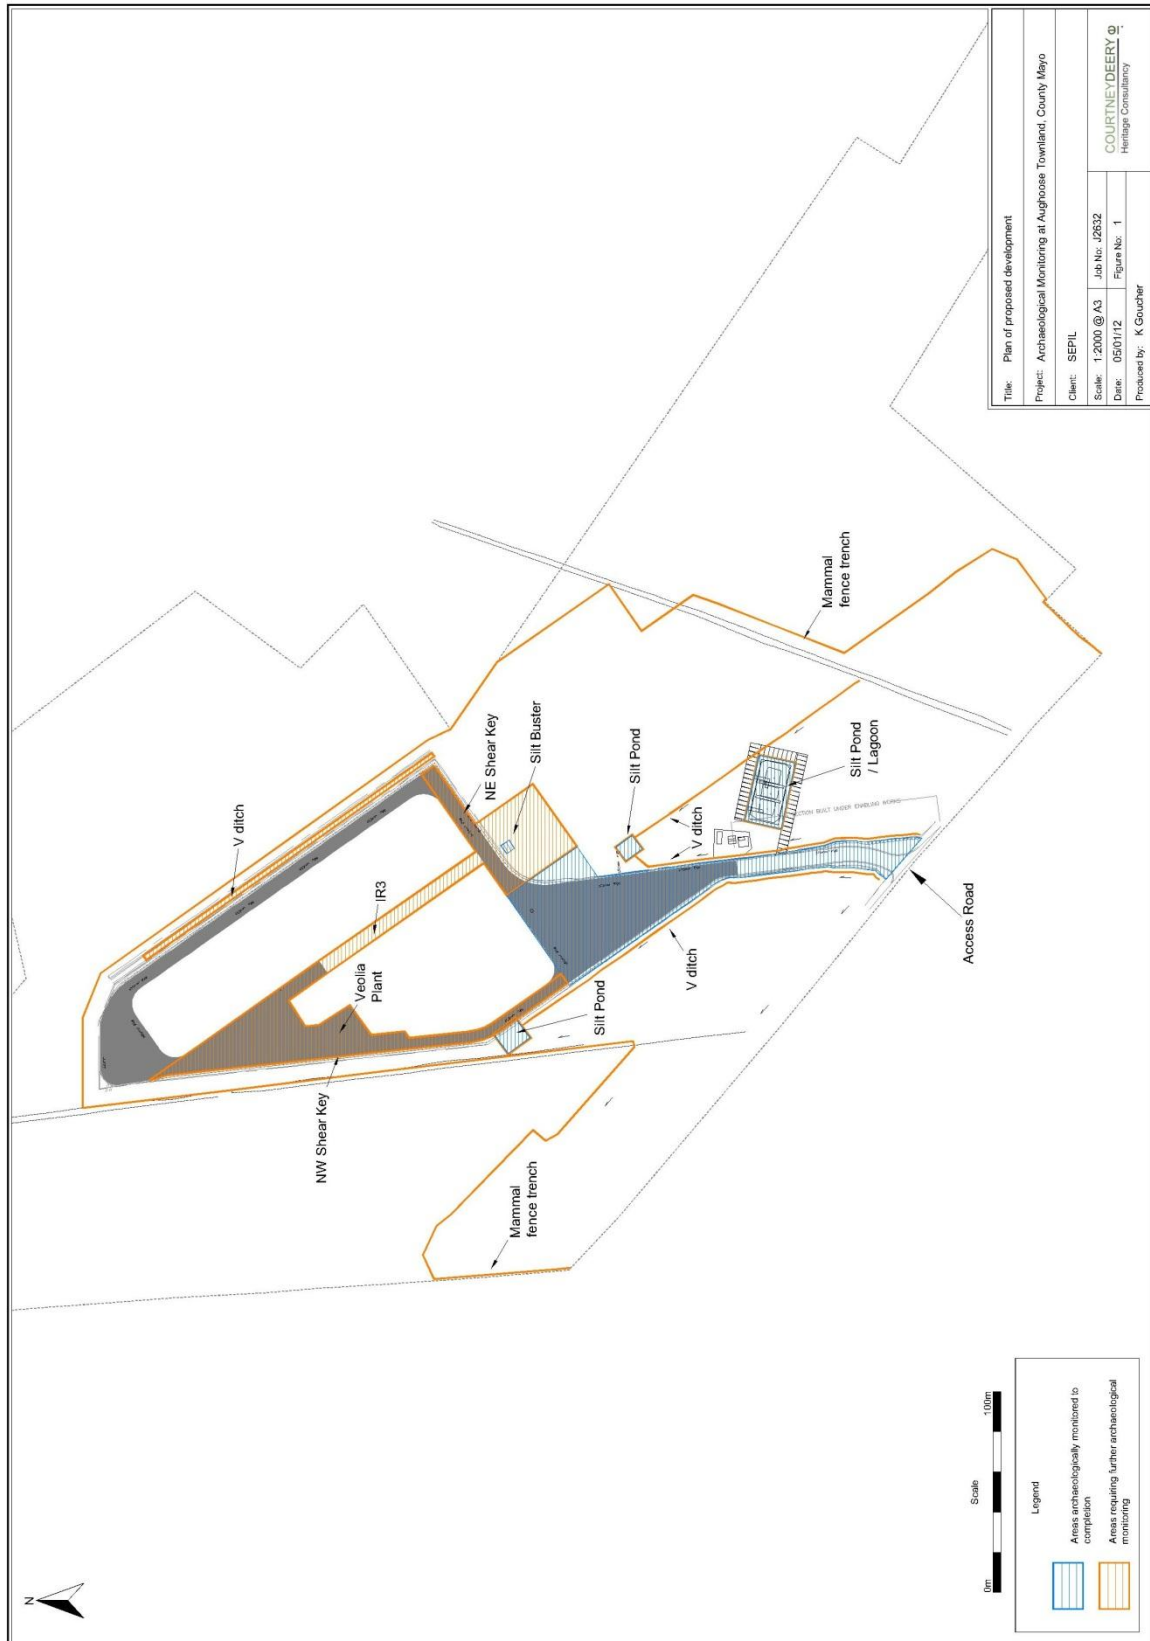 N
V ditch
NE Shear Key
Silt Buster
IR3
Veolia
Plant
NW Shear Key
Silt Pond
Silt Pond
V ditch
V ditch
Silt Pond
/ Lagoon
Mammal
fence trench
Mammal
fence trench
Access Road
BUILT UNDER ENABLING WORKS
Scale
0m
100m
Legend
Areas archaeologically monitored to
completion
Areas requiring further archaeological
monitoring
Title: Plan of proposed development
Project: Archaeological Monitoring at Aughoose Townland, County Mayo
Client: SEPIL
Scale: 1:2000 @ A3 Job No: J2632
Date: 05/01/12 Figure No: 1
Produced by: K Goucher
COURTNEYDEERY
Heritage Consultancy